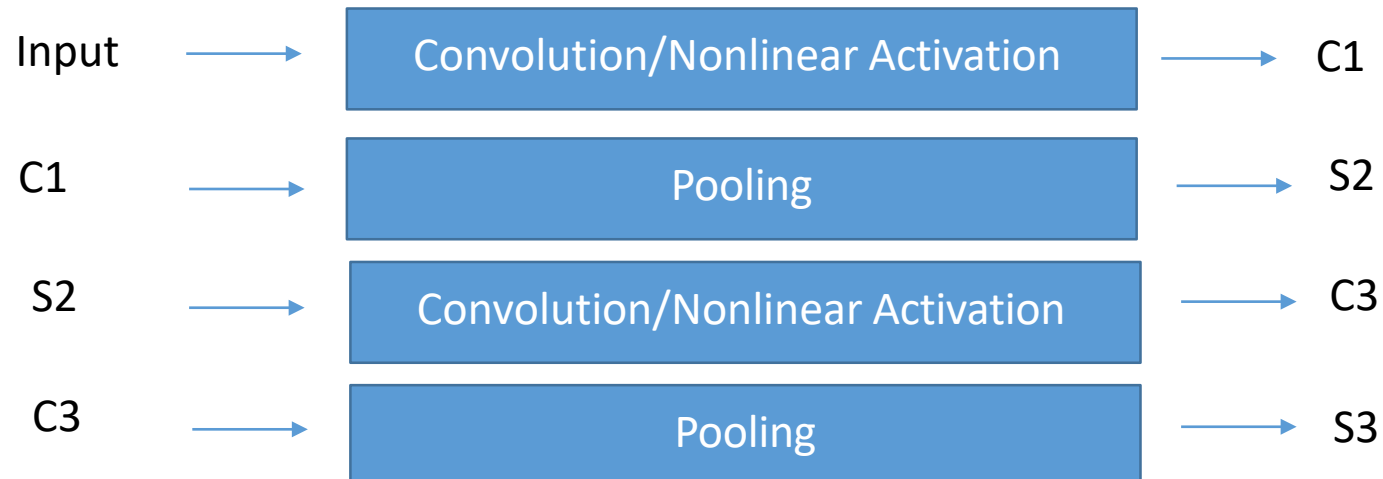 Input Convolution/Nonlinear Activation C1
C1 Pooling S2
S2 Convolution/Nonlinear Activation C3
C3 Pooling S3